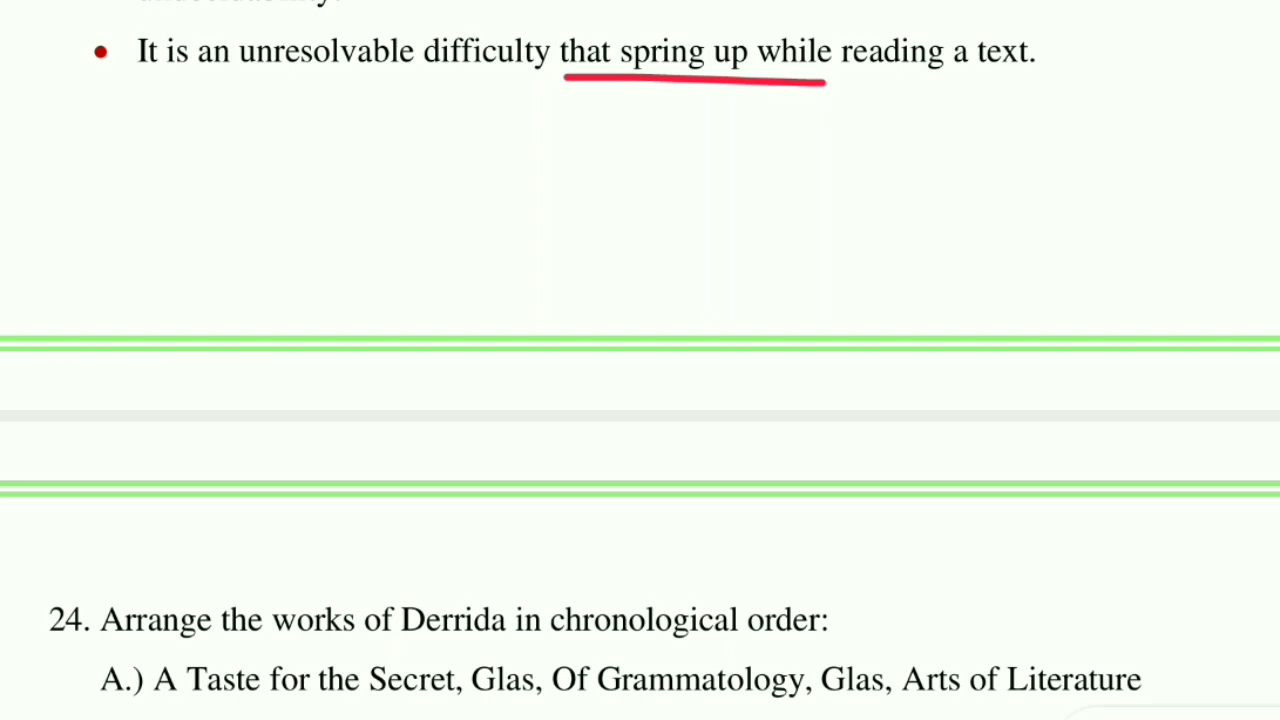 • It is an unresolvable difficulty that spring up while reading a text.
24. Arrange the works of Derrida in chronological order:
A.) A Taste for the Secret, Glas, Of Grammatology, Glas, Arts of Literature